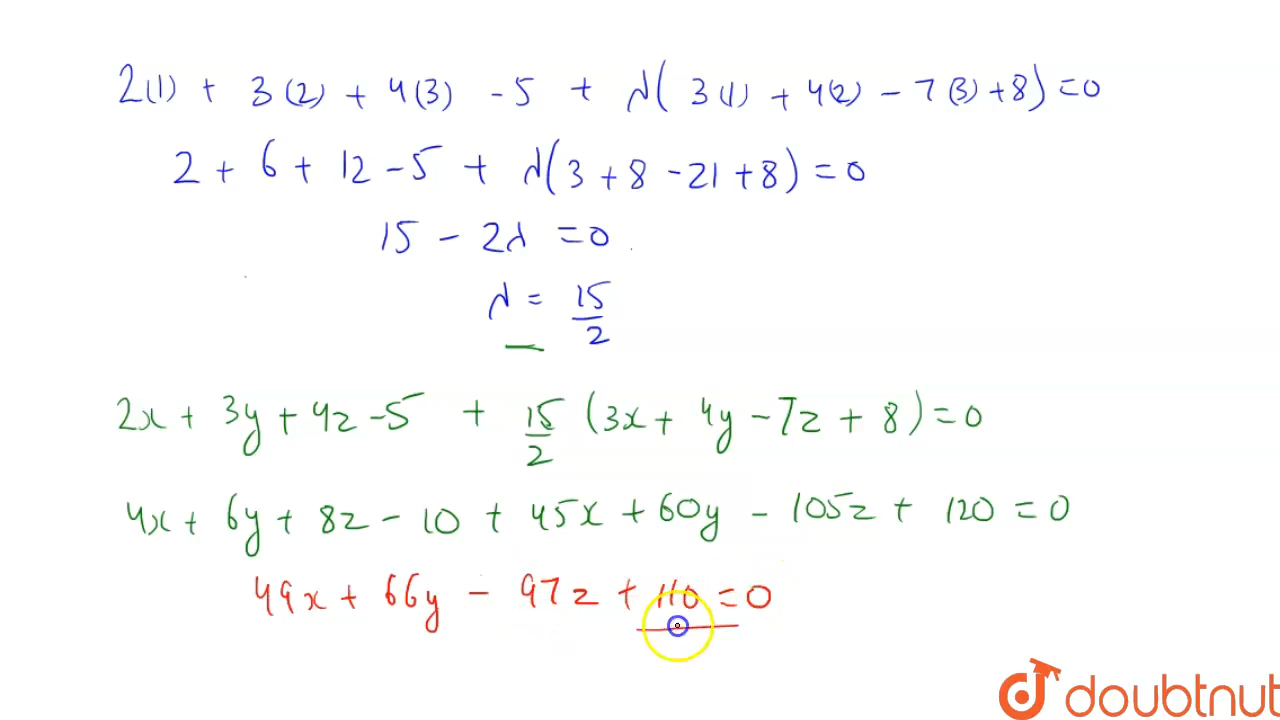 2(1) + 3(2) + 4(3) - 5 + λ(3(1) + 4(2) - 7(3) + 8) = 0
2 + 6 + 12 - 5 + λ(3 + 8 - 21 + 8) = 0
15 - 2λ = 0
λ = 15/2
2x + 3y + 4z - 5 + 15/2 (3x + 4y - 7z + 8) = 0
4x + 6y + 8z - 10 + 45x + 60y - 105z + 120 = 0
49x + 66y - 97z + 110 = 0
doubtnut